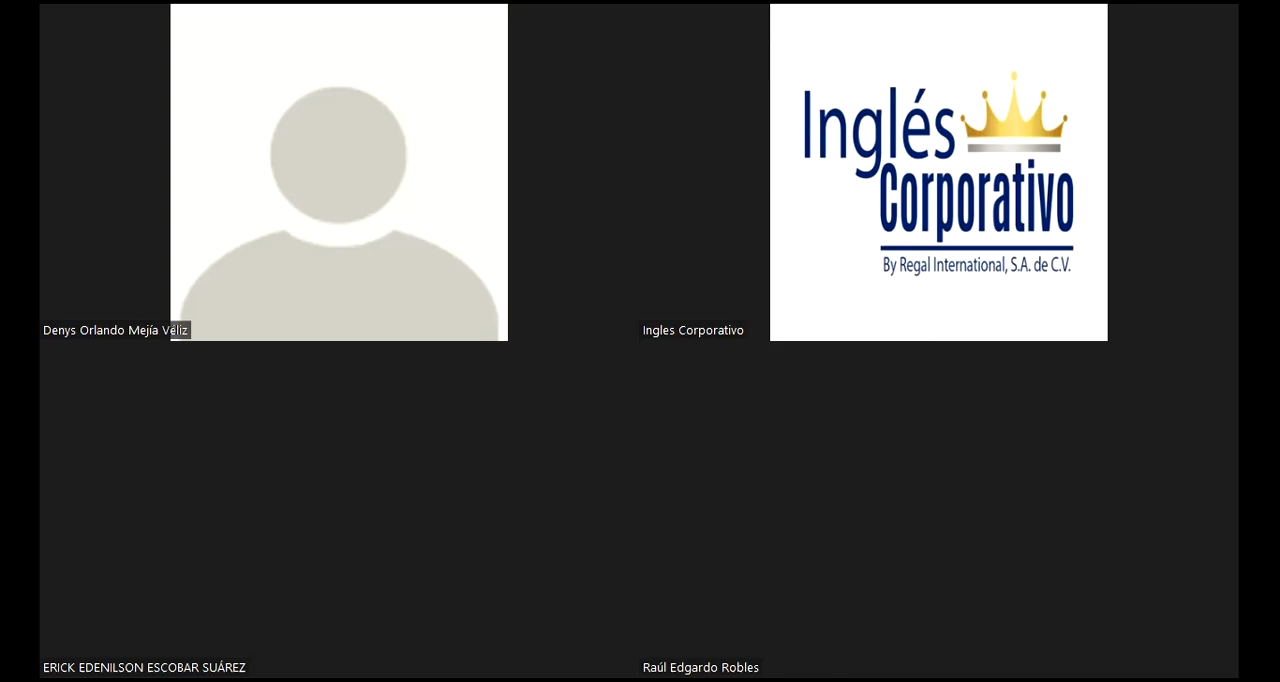 Inglés
Corporativo
By Regal International, S.A. de C.V.
Denys Orlando Mejía Véliz
Ingles Corporativo
ERICK EDENILSON ESCOBAR SUÁREZ
Raúl Edgardo Robles